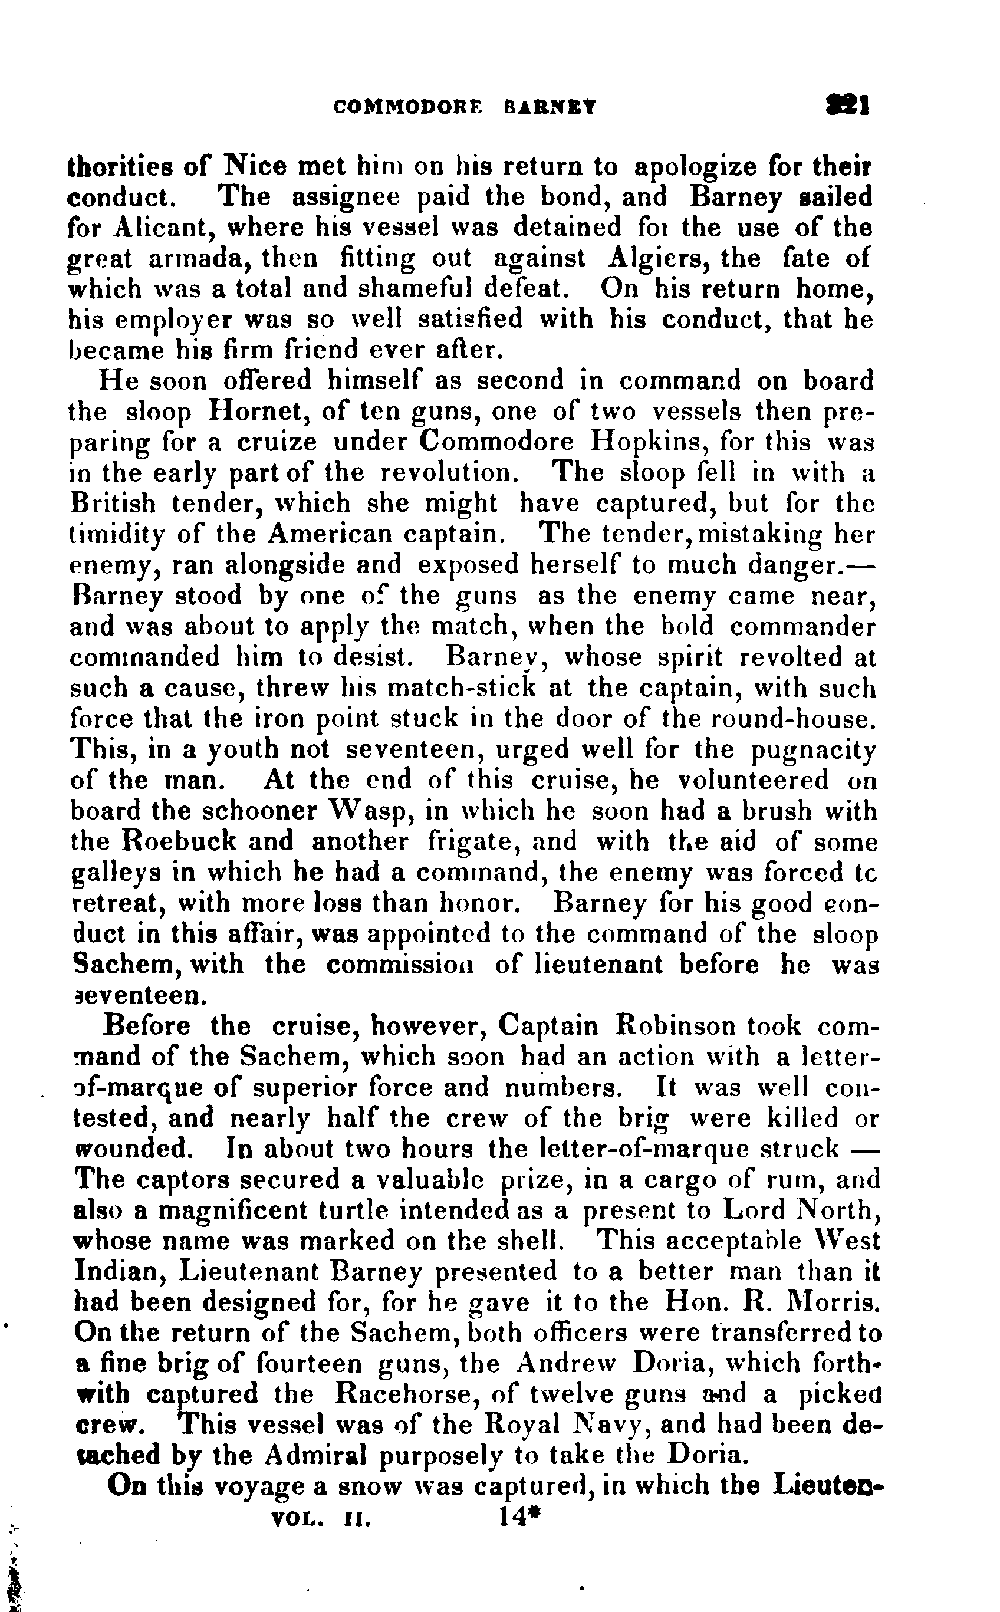 COMMODORE BARNEY 221
thorities of Nice met him on his return to apologize for their
conduct. The assignee paid the bond, and Barney sailed
for Alicant, where his vessel was detained for the use of the
great armada, then fitting out against Algiers, the fate of
which was a total and shameful defeat. On his return home,
his employer was so well satisfied with his conduct, that he
became his firm friend ever after.
He soon offered himself as second in command on board
the sloop Hornet, of ten guns, one of two vessels then pre-
paring for a cruize under Commodore Hopkins, for this was
in the early part of the revolution. The sloop fell in with a
British tender, which she might have captured, but for the
timidity of the American captain. The tender, mistaking her
enemy, ran alongside and exposed herself to much danger.—
Barney stood by one of the guns as the enemy came near,
and was about to apply the match, when the bold commander
commanded him to desist. Barney, whose spirit revolted at
such a cause, threw his match-stick at the captain, with such
force that the iron point stuck in the door of the round-house.
This, in a youth not seventeen, urged well for the pugnacity
of the man. At the end of this cruise, he volunteered on
board the schooner Wasp, in which he soon had a brush with
the Roebuck and another frigate, and with the aid of some
galleys in which he had a command, the enemy was forced to
retreat, with more loss than honor. Barney for his good con-
duct in this affair, was appointed to the command of the sloop
Sachem, with the commission of lieutenant before he was
seventeen.
Before the cruise, however, Captain Robinson took com-
mand of the Sachem, which soon had an action with a letter-
of-marque of superior force and numbers. It was well con-
tested, and nearly half the crew of the brig were killed or
wounded. In about two hours the letter-of-marque struck —
The captors secured a valuable prize, in a cargo of rum, and
also a magnificent turtle intended as a present to Lord North,
whose name was marked on the shell. This acceptable West
Indian, Lieutenant Barney presented to a better man than it
had been designed for, for he gave it to the Hon. R. Morris.
On the return of the Sachem, both officers were transferred to
a fine brig of fourteen guns, the Andrew Doria, which forth-
with captured the Racehorse, of twelve guns and a picked
crew. This vessel was of the Royal Navy, and had been de-
tached by the Admiral purposely to take the Doria.
On this voyage a snow was captured, in which the Lieuten-
VOL. II. 14*